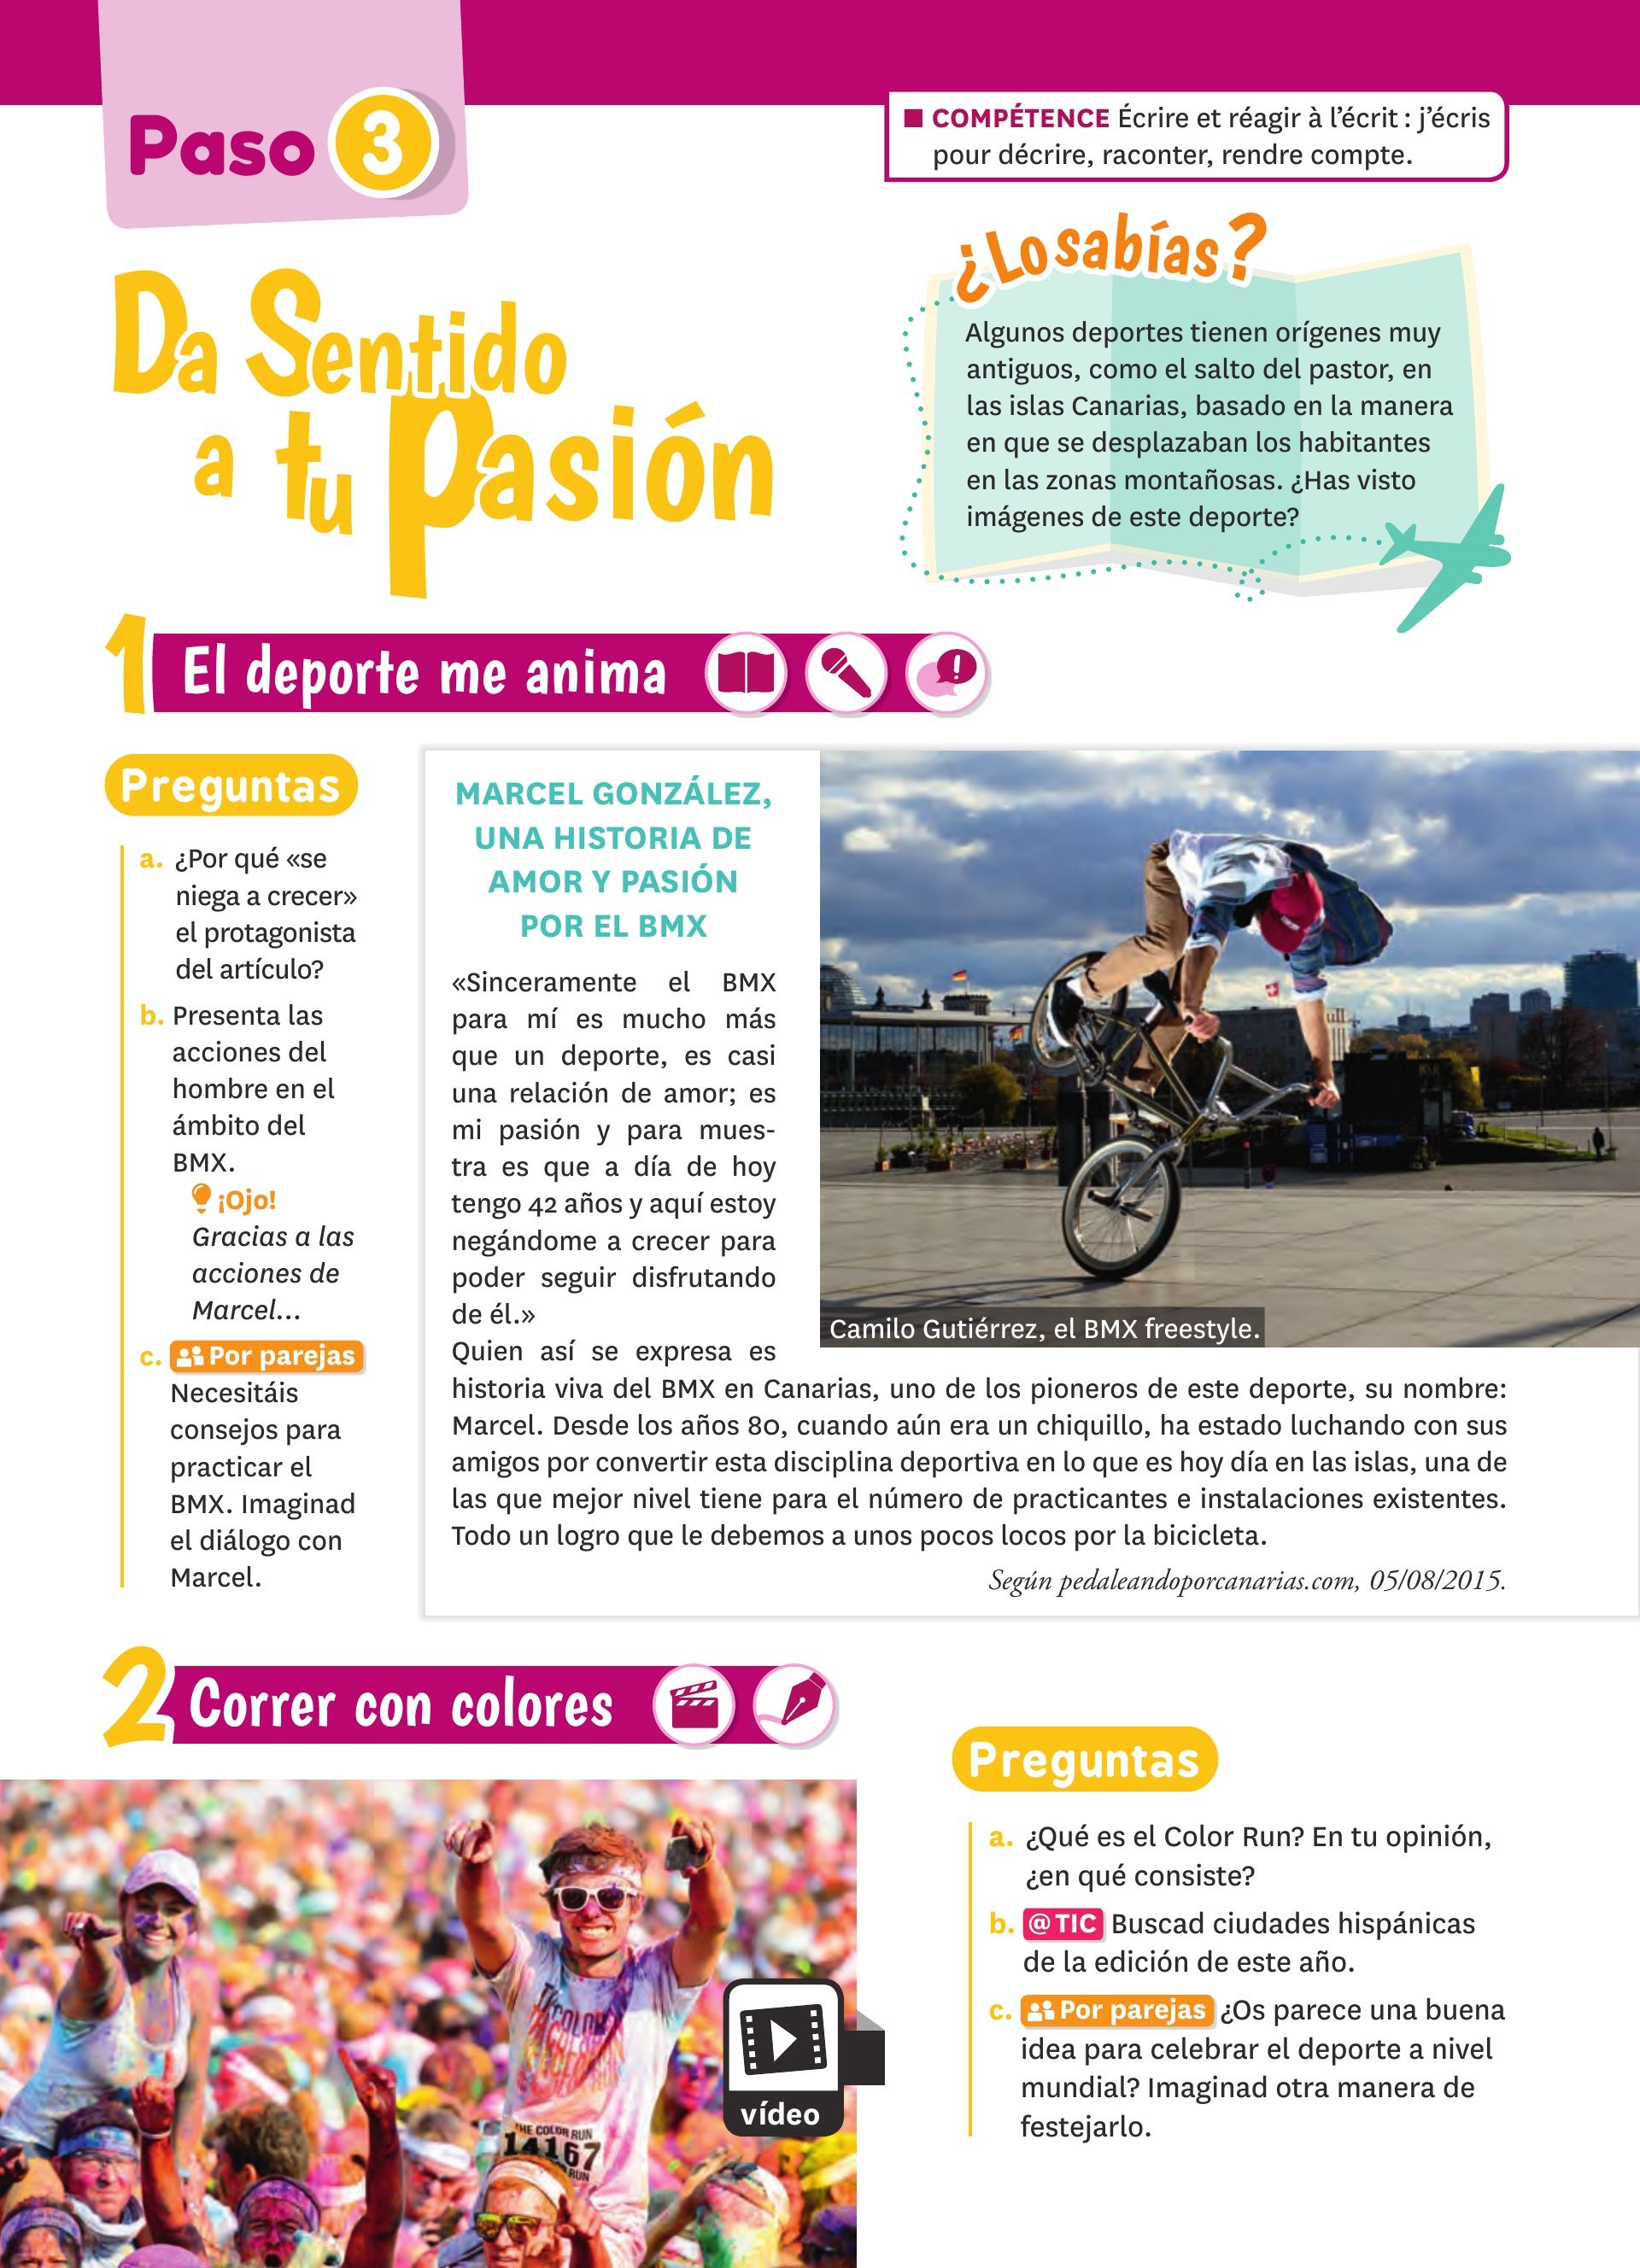 Paso 3
■ COMPÉTENCE Écrire et réagir à l'écrit : j'écris
pour décrire, raconter, rendre compte.
Da Sentido
a tu Pasión
¿Lo sabías?
Algunos deportes tienen orígenes muy
antiguos, como el salto del pastor, en
las islas Canarias, basado en la manera
en que se desplazaban los habitantes
en las zonas montañosas. ¿Has visto
imágenes de este deporte?
1 El deporte me anima
Preguntas
a. ¿Por qué «se
niega a crecer»
el protagonista
del artículo?
b. Presenta las
acciones del
hombre en el
ámbito del
BMX.
¡Ojo!
Gracias a las
acciones de
Marcel...
c. Por parejas
Necesitáis
consejos para
practicar el
BMX. Imaginad
el diálogo con
Marcel.
MARCEL GONZÁLEZ,
UNA HISTORIA DE
AMOR Y PASIÓN
POR EL BMX
«Sinceramente el BMX
para mí es mucho más
que un deporte, es casi
una relación de amor; es
mi pasión y para mues-
tra es que a día de hoy
tengo 42 años y aquí estoy
negándome a crecer para
poder seguir disfrutando
de él.»
Quien así se expresa es
historia viva del BMX en Canarias, uno de los pioneros de este deporte, su nombre:
Marcel. Desde los años 80, cuando aún era un chiquillo, ha estado luchando con sus
amigos por convertir esta disciplina deportiva en lo que es hoy día en las islas, una de
las que mejor nivel tiene para el número de practicantes e instalaciones existentes.
Todo un logro que le debemos a unos pocos locos por la bicicleta.
Según pedaleandoporcanarias.com, 05/08/2015.
Camilo Gutiérrez, el BMX freestyle.
2 Correr con colores
THE COLOR RUN
14167
RUN
vídeo
Preguntas
a. ¿Qué es el Color Run? En tu opinión,
¿en qué consiste?
b. @TIC Buscad ciudades hispánicas
de la edición de este año.
c. Por parejas ¿Os parece una buena
idea para celebrar el deporte a nivel
mundial? Imaginad otra manera de
festejarlo.